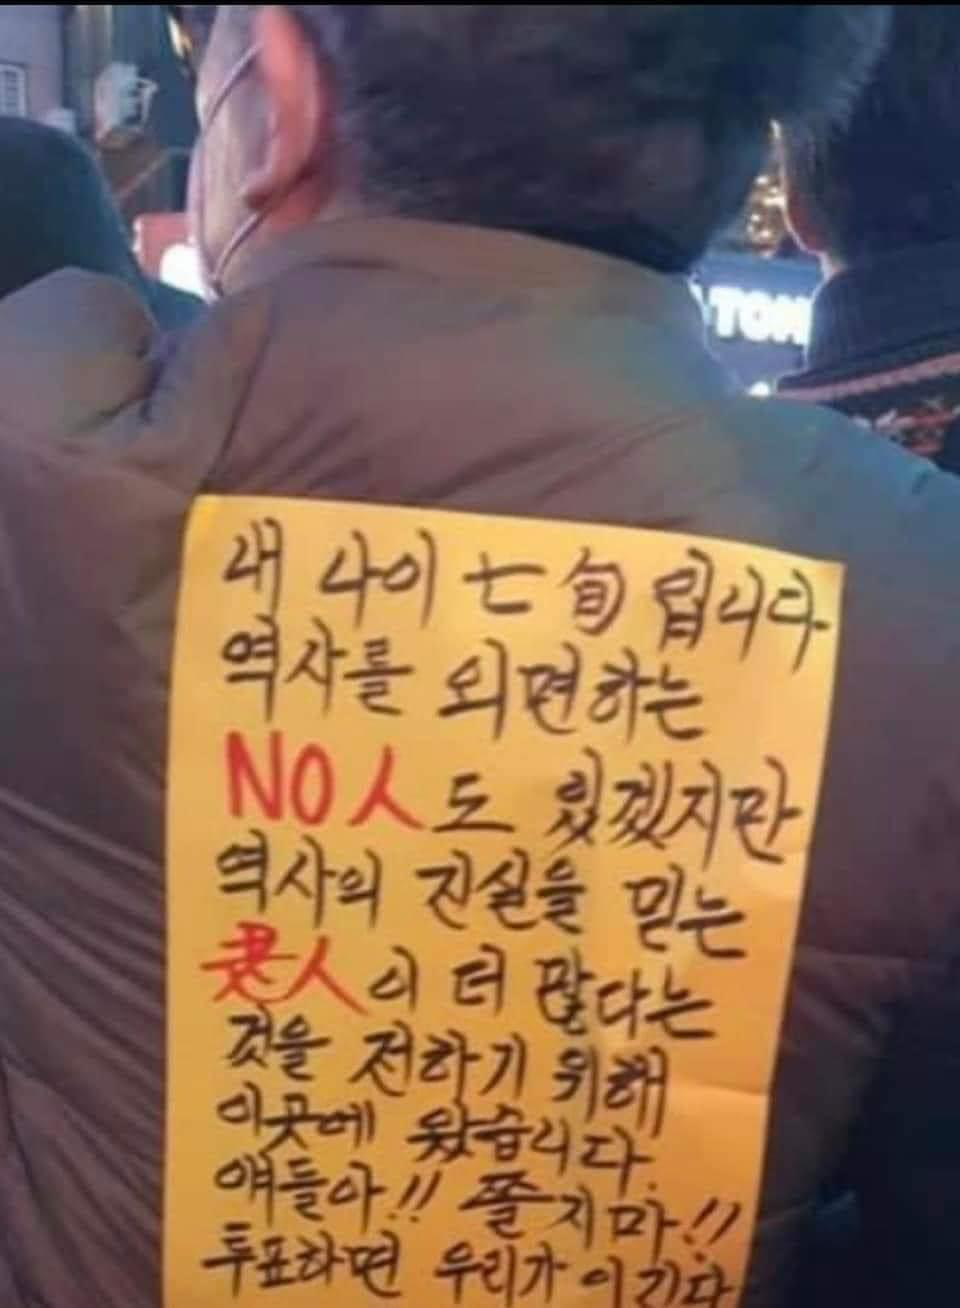 TOM
내 나이 七旬 입니다
역사를 외면하는
NO人도 있겠지만
역사의 진실을 믿는
老人이 더 많다는
것을 전하기 위해
이곳에 왔습니다.
얘들아!! 쫄지마!!
투표하면 우리가 이긴다